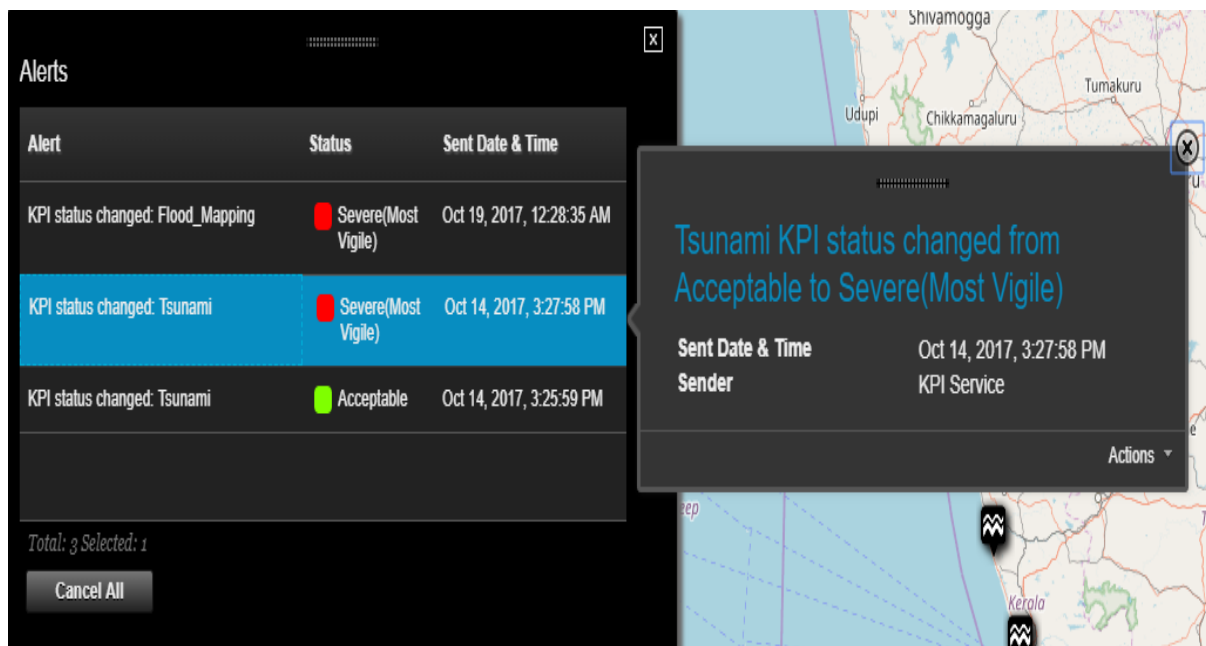 Shivamogga
Tumakuru
Udupi
Chikkamagaluru
X
Alerts
Alert Status Sent Date & Time
KPI status changed: Flood_Mapping Severe(Most Oct 19, 2017, 12:28:35 AM
Vigile)
KPI status changed: Tsunami Severe(Most Oct 14, 2017, 3:27:58 PM
Vigile)
KPI status changed: Tsunami Acceptable Oct 14, 2017, 3:25:59 PM
Total: 3 Selected: 1
Cancel All
Tsunami KPI status changed from
Acceptable to Severe(Most Vigile)
Sent Date & Time Oct 14, 2017, 3:27:58 PM
Sender KPI Service
Actions
Kerala